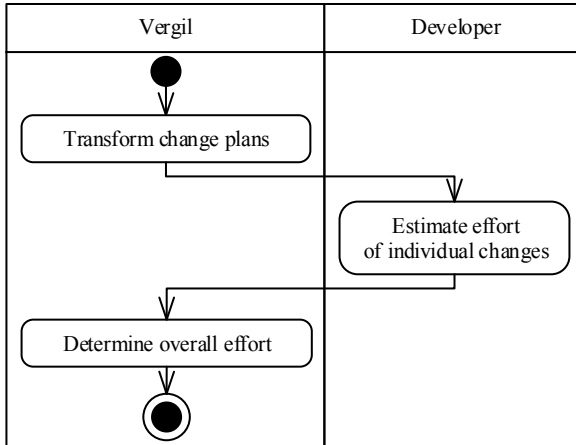 Vergil
Developer
Transform change plans
Estimate effort
of individual changes
Determine overall effort